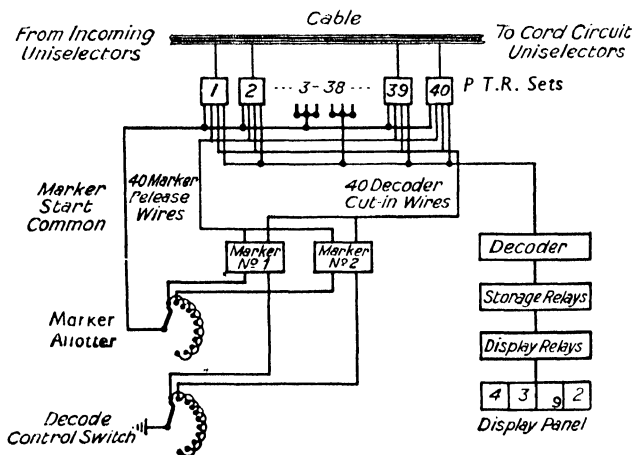 Cable
From Incoming
Uniselectors
To Cord Circuit
Uniselectors
1
2
3-38
39
40
P T.R. Sets
Marker
Start
Common
40 Marker
Release
Wires
40 Decoder
Cut-in Wires
Marker
Nº 1
Marker
Nº 2
Decoder
Storage Relays
Display Relays
4 3 9 2
Display Panel
Marker
Allotter
Decode
Control Switch